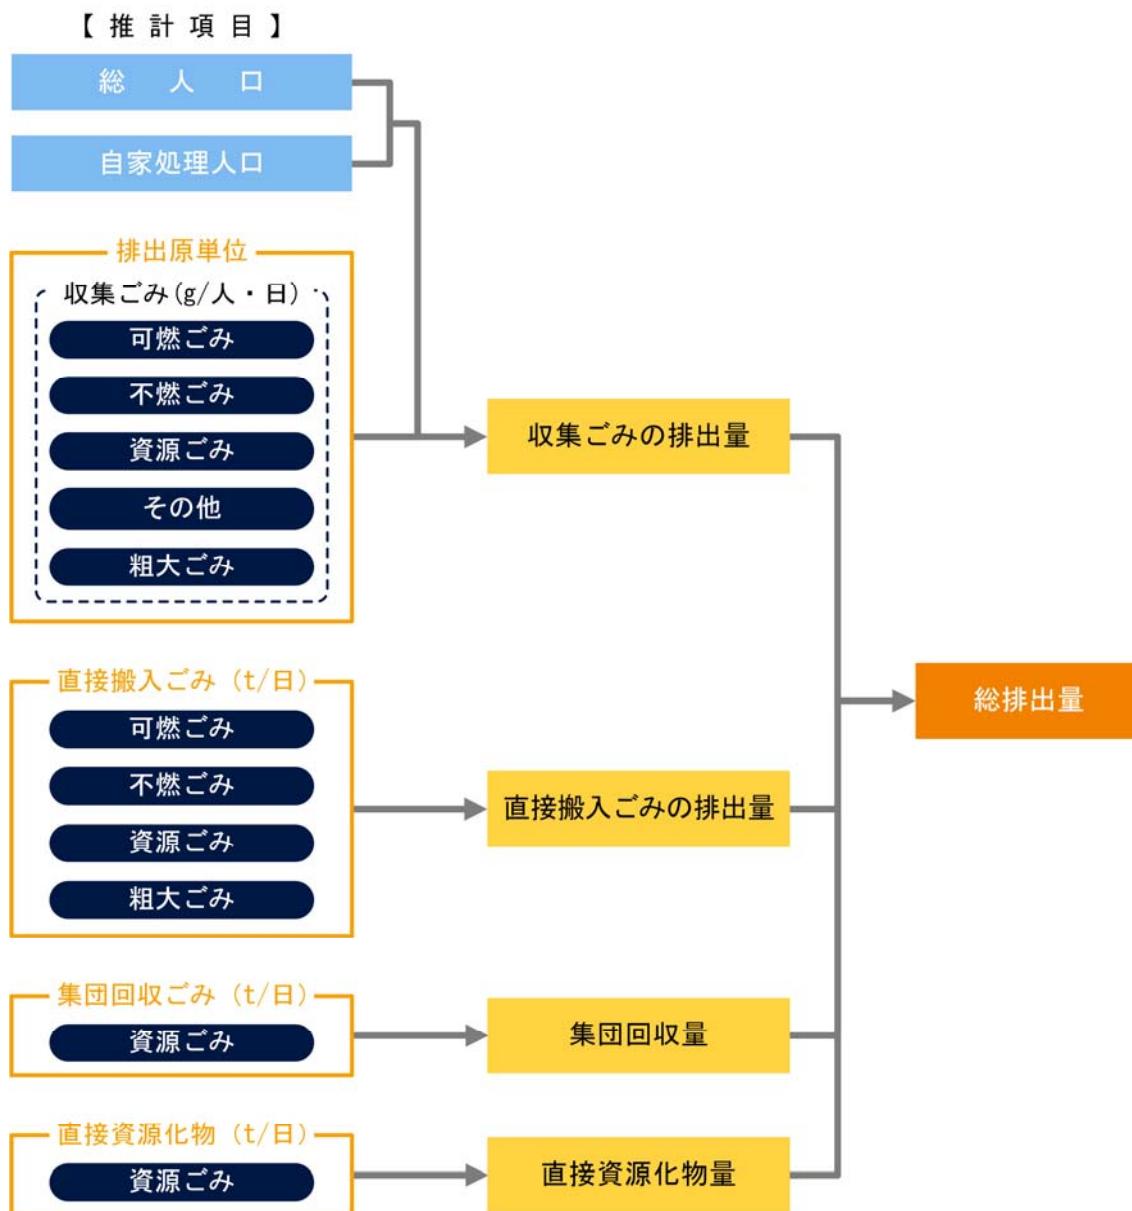 【推計項目】
総人口
自家処理人口
排出原単位
収集ごみ(g/人・日)
可燃ごみ
不燃ごみ
資源ごみ
その他
粗大ごみ
収集ごみの排出量
直接搬入ごみ (t/日)
可燃ごみ
不燃ごみ
資源ごみ
粗大ごみ
直接搬入ごみの排出量
総排出量
集団回収ごみ (t/日)
資源ごみ
集団回収量
直接資源化物 (t/日)
資源ごみ
直接資源化物量